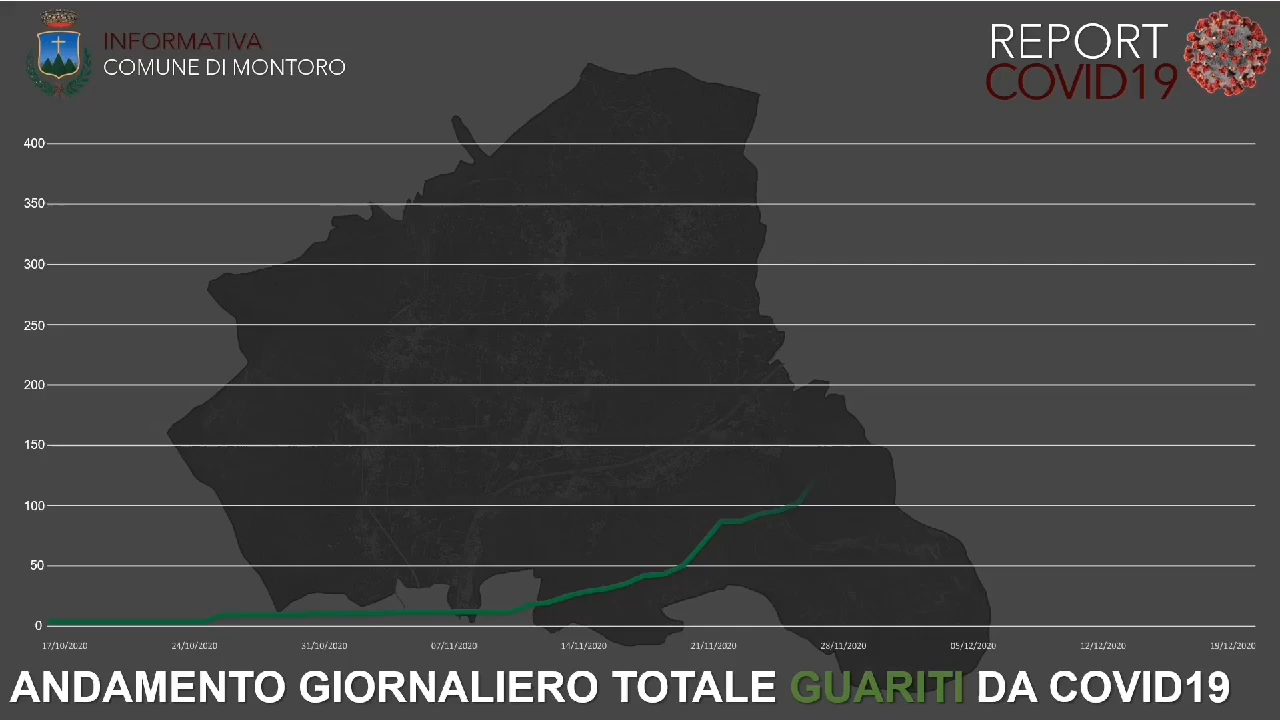 INFORMATIVA
COMUNE DI MONTORO
REPORT
COVID19
400
350
300
250
200
150
100
50
0
17/10/2020 24/10/2020 31/10/2020 07/11/2020 14/11/2020 21/11/2020 28/11/2020 05/12/2020 12/12/2020 19/12/2020
ANDAMENTO GIORNALIERO TOTALE GUARITI DA COVID19